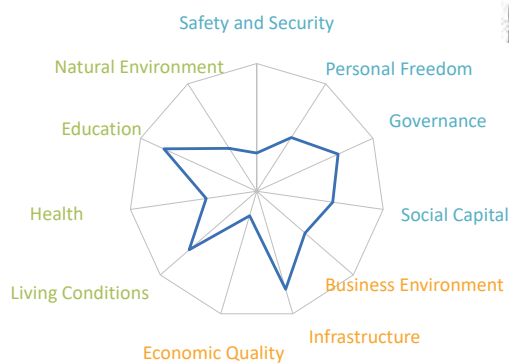 Safety and Security
Personal Freedom
Governance
Social Capital
Business Environment
Infrastructure
Economic Quality
Living Conditions
Health
Education
Natural Environment